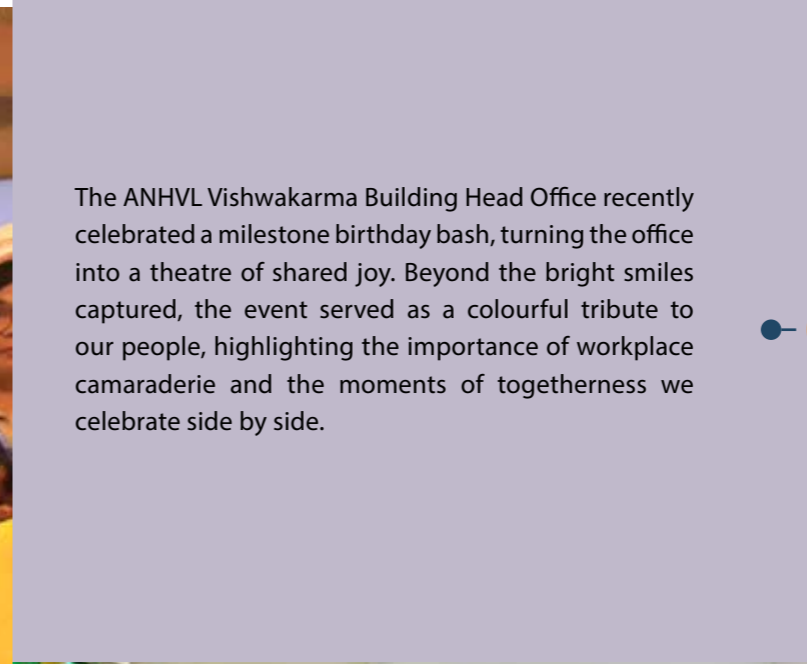 The ANHVL Vishwakarma Building Head Office recently
celebrated a milestone birthday bash, turning the office
into a theatre of shared joy. Beyond the bright smiles
captured, the event served as a colourful tribute to
our people, highlighting the importance of workplace
camaraderie and the moments of togetherness we
celebrate side by side.